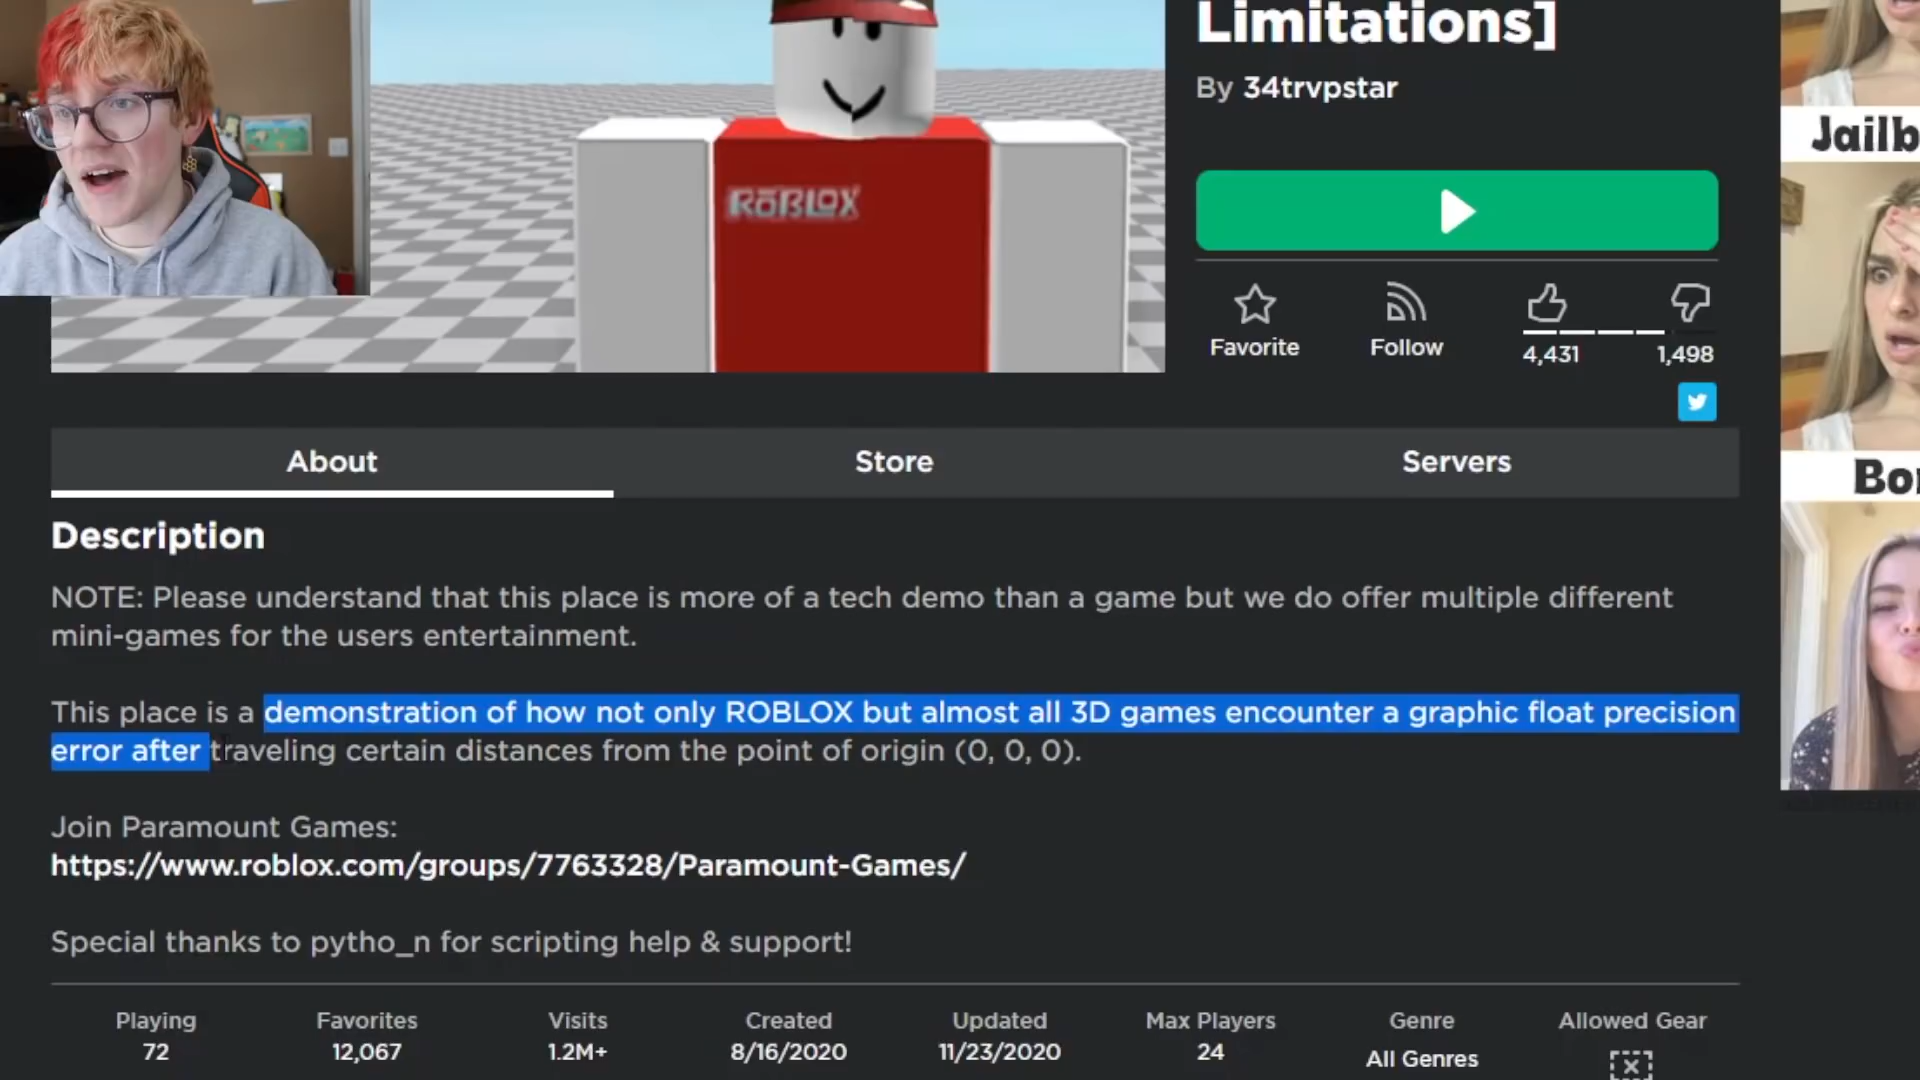 Limitations]
By 34trvpstar
ROBLOX
Favorite
Follow
4,431
1,498
About
Store
Servers
Description
NOTE: Please understand that this place is more of a tech demo than a game but we do offer multiple different
mini-games for the users entertainment.
This place is a demonstration of how not only ROBLOX but almost all 3D games encounter a graphic float precision
error after traveling certain distances from the point of origin (0, 0, 0).
Join Paramount Games:
https://www.roblox.com/groups/7763328/Paramount-Games/
Special thanks to pytho_n for scripting help & support!
Playing
Favorites
Visits
Created
Updated
Max Players
Genre
Allowed Gear
72
12,067
1.2M+
8/16/2020
11/23/2020
24
All Genres
Jailb
Bo